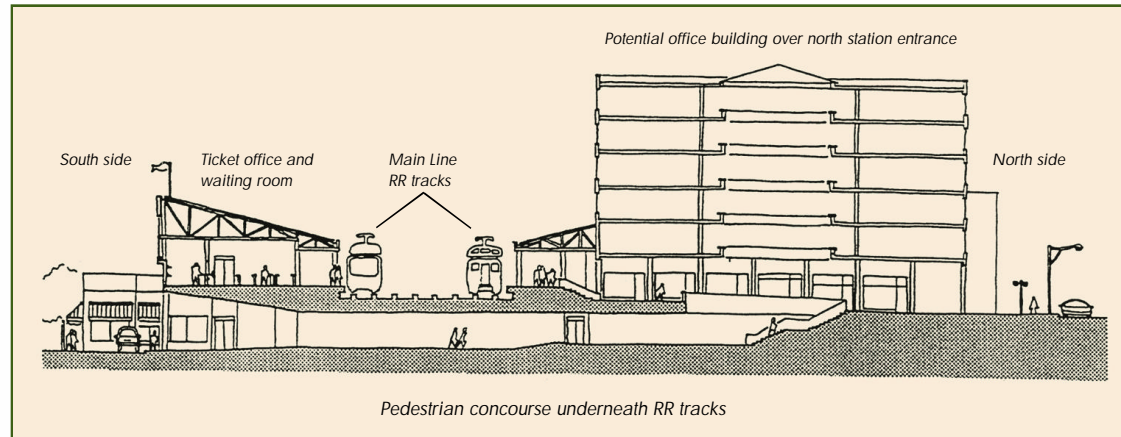 Potential office building over north station entrance
South side
Ticket office and
waiting room
Main Line
RR tracks
North side
Pedestrian concourse underneath RR tracks